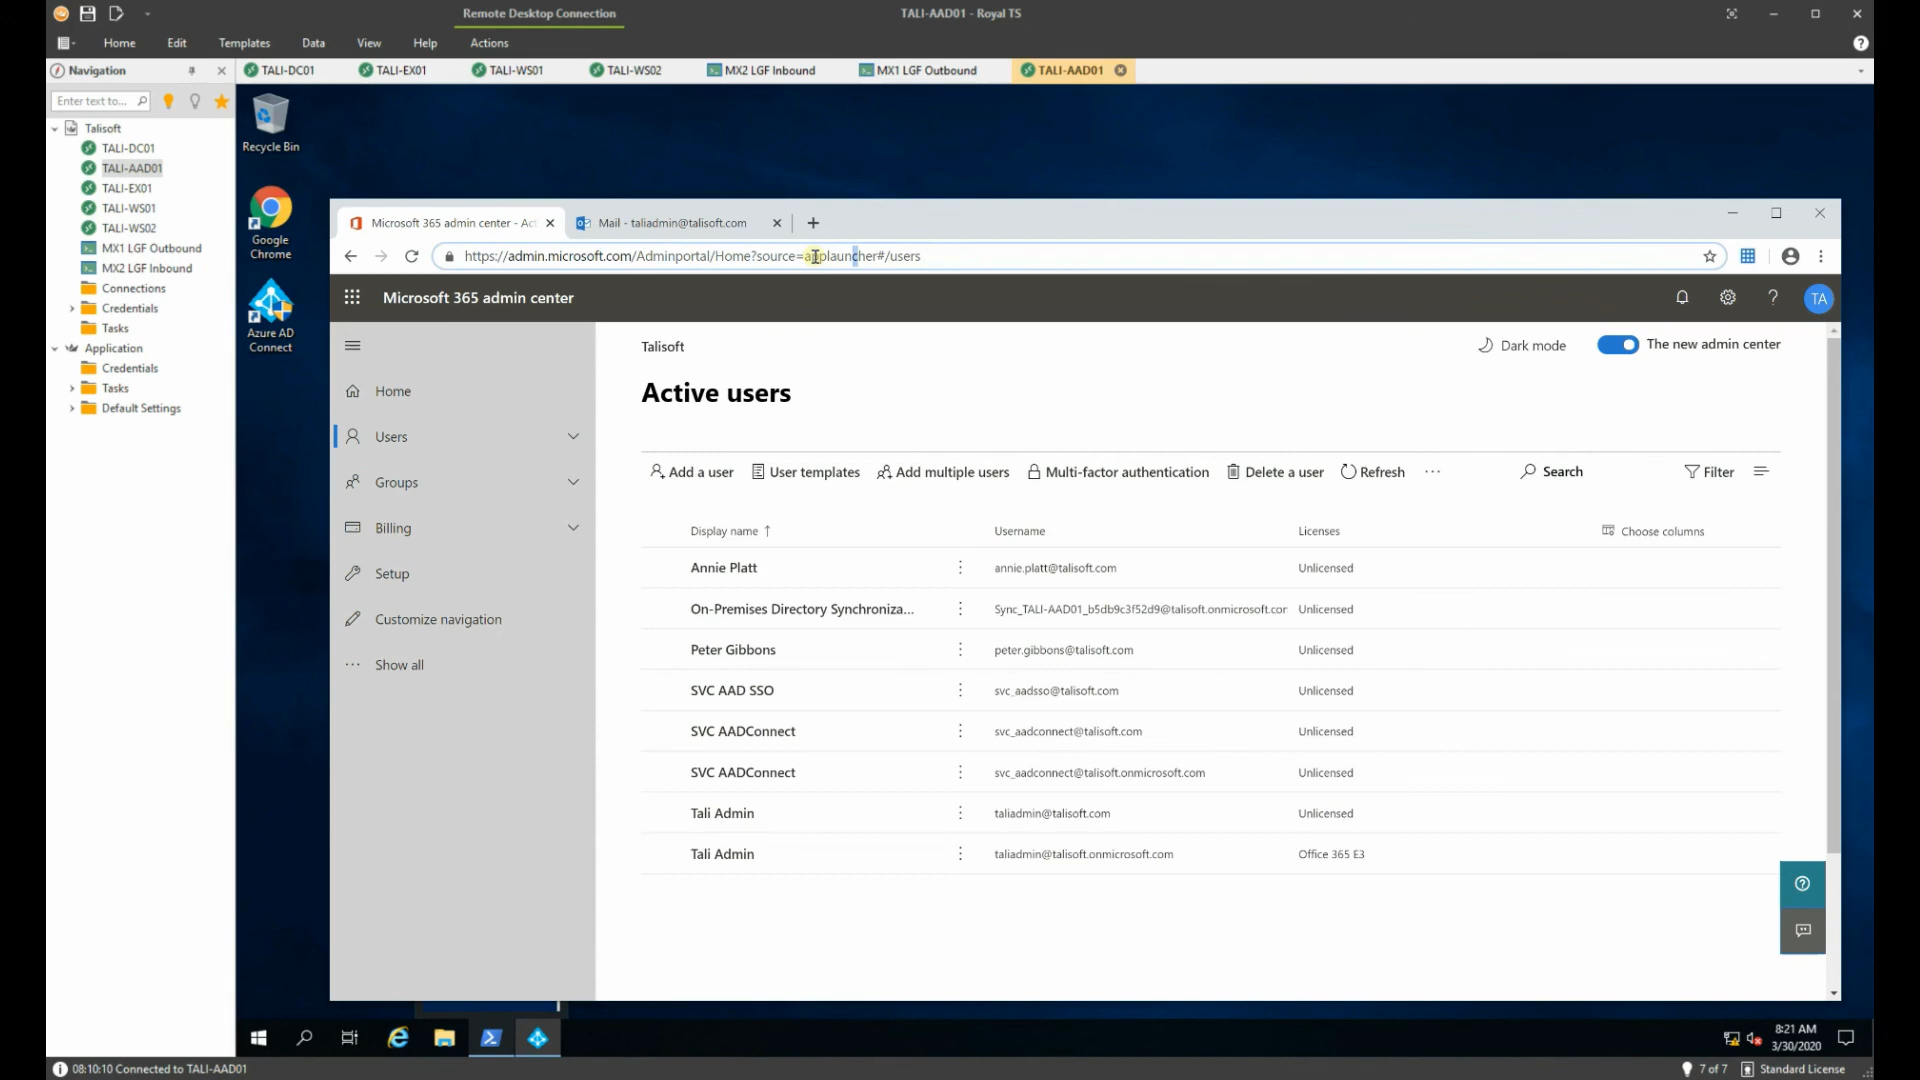 Remote Desktop Connection
TALI-AAD01 - Royal TS
Home Edit Templates Data View Help Actions
Navigation
TALI-DC01 TALI-EX01 TALI-WS01 TALI-WS02 MX2 LGF Inbound MX1 LGF Outbound TALI-AAD01
Enter text to...
Talisoft
TALI-DC01
TALI-AAD01
TALI-EX01
TALI-WS01
TALI-WS02
MX1 LGF Outbound
MX2 LGF Inbound
Connections
Credentials
Tasks
Application
Credentials
Tasks
Default Settings
Recycle Bin
Google
Chrome
Azure AD
Connect
Microsoft 365 admin center - Ac
Mail - taliadmin@talisoft.com
https://admin.microsoft.com/Adminportal/Home?source=applauncher#/users
Microsoft 365 admin center
TA
Home
Users
Groups
Billing
Setup
Customize navigation
Show all
Talisoft
Dark mode
The new admin center
Active users
Add a user User templates Add multiple users Multi-factor authentication Delete a user Refresh Search Filter
Display name ↑ Username Licenses Choose columns
Annie Platt annie.platt@talisoft.com Unlicensed
On-Premises Directory Synchroniza... Sync_TALI-AAD01_b5db9c3f52d9@talisoft.onmicrosoft.cor Unlicensed
Peter Gibbons peter.gibbons@talisoft.com Unlicensed
SVC AAD SSO svc_aadsso@talisoft.com Unlicensed
SVC AADConnect svc_aadconnect@talisoft.com Unlicensed
SVC AADConnect svc_aadconnect@talisoft.onmicrosoft.com Unlicensed
Tali Admin taliadmin@talisoft.com Unlicensed
Tali Admin taliadmin@talisoft.onmicrosoft.com Office 365 E3
8:21 AM
3/30/2020
08:10:10 Connected to TALI-AAD01
7 of 7
Standard License